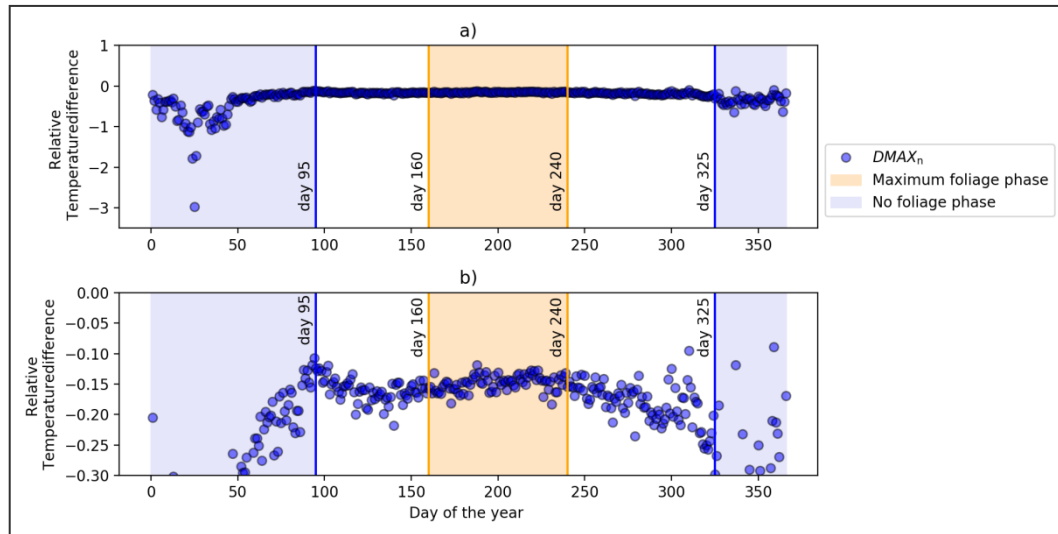 a)
Relative
Temperaturedifference
1
0
−1
−2
−3
day 95
day 160
day 240
day 325
0
50
100
150
200
250
300
350
DMAXn
Maximum foliage phase
No foliage phase
b)
Relative
Temperaturedifference
0.00
−0.05
−0.10
−0.15
−0.20
−0.25
−0.30
day 95
day 160
day 240
day 325
0
50
100
150
200
250
300
350
Day of the year